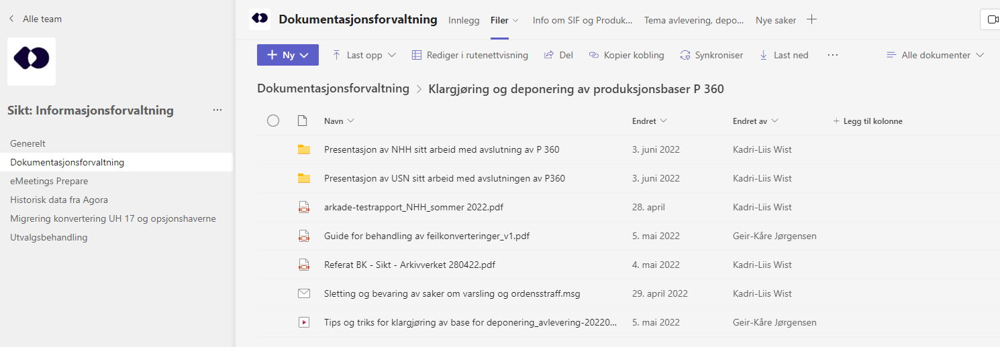 Alle team
Sikt: Informasjonsforvaltning
...
Generelt
Dokumentasjonsforvaltning
eMeetings Prepare
Historisk data fra Agora
Migrering konvertering UH 17 og opsjonshaverne
Utvalgsbehandling
Dokumentasjonsforvaltning Innlegg Filer Info om SIF og Produk... Tema avlevering, depo... Nye saker
Ny Last opp Rediger i rutenettvisning Del Kopier kobling Synkroniser Last ned ... Alle dokumenter
Dokumentasjonsforvaltning > Klargjøring og deponering av produksjonsbaser P 360
Navn Endret Endret av + Legg til kolonne
Presentasjon av NHH sitt arbeid med avslutning av P 360 3. juni 2022 Kadri-Liis Wist
Presentasjon av USN sitt arbeid med avslutningen av P360 3. juni 2022 Kadri-Liis Wist
arkade-testrapport_NHH_sommer 2022.pdf 28. april Kadri-Liis Wist
Guide for behandling av feilkonverteringer_v1.pdf 5. mai 2022 Geir-Kåre Jørgensen
Referat BK - Sikt - Arkivverket 280422.pdf 4. mai 2022 Kadri-Liis Wist
Sletting og bevaring av saker om varsling og ordensstraff.msg 29. april 2022 Kadri-Liis Wist
Tips og triks for klargjøring av base for deponering_avlevering-20220... 5. mai 2022 Geir-Kåre Jørgensen